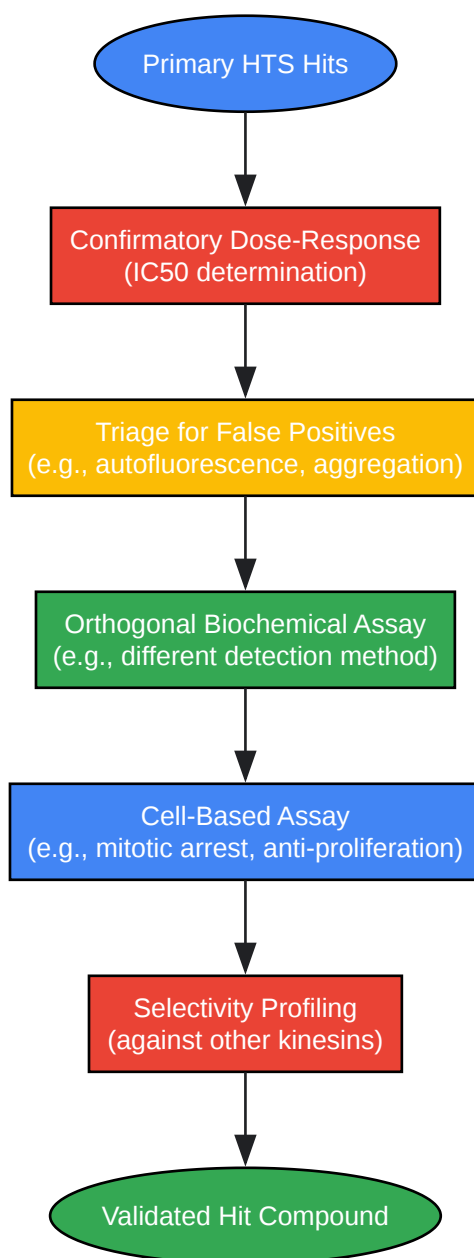 Primary HTS Hits
Confirmatory Dose-Response
(IC50 determination)
Triage for False Positives
(e.g., autofluorescence, aggregation)
Orthogonal Biochemical Assay
(e.g., different detection method)
Cell-Based Assay
(e.g., mitotic arrest, anti-proliferation)
Selectivity Profiling
(against other kinesins)
Validated Hit Compound